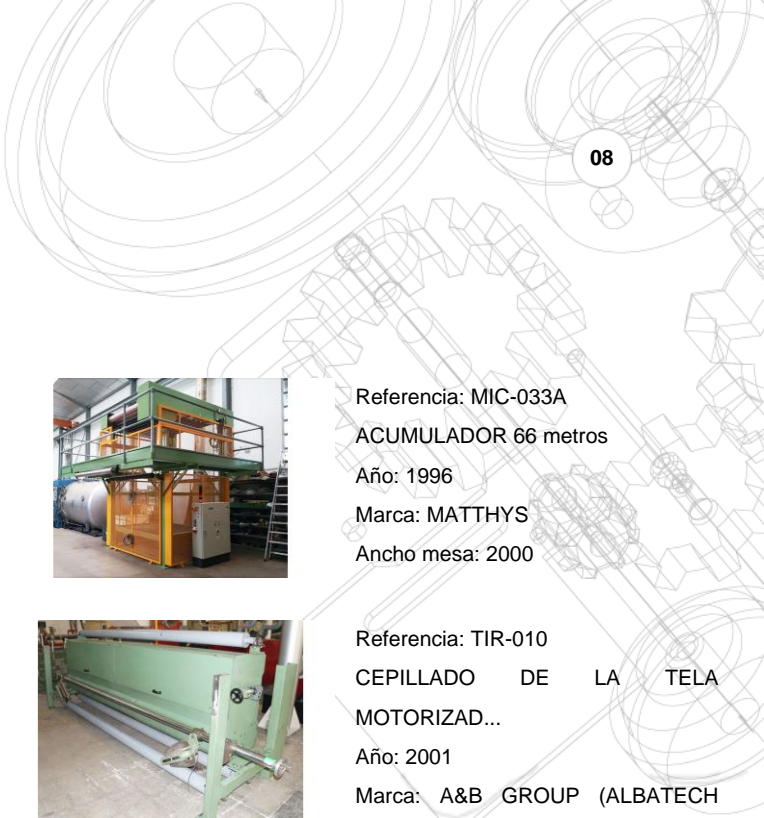 08
Referencia: MIC-033A
ACUMULADOR 66 metros
Año: 1996
Marca: MATTHYS
Ancho mesa: 2000
Referencia: TIR-010
CEPILLADO DE LA TELA
MOTORIZAD...
Año: 2001
Marca: A&B GROUP (ALBATECH